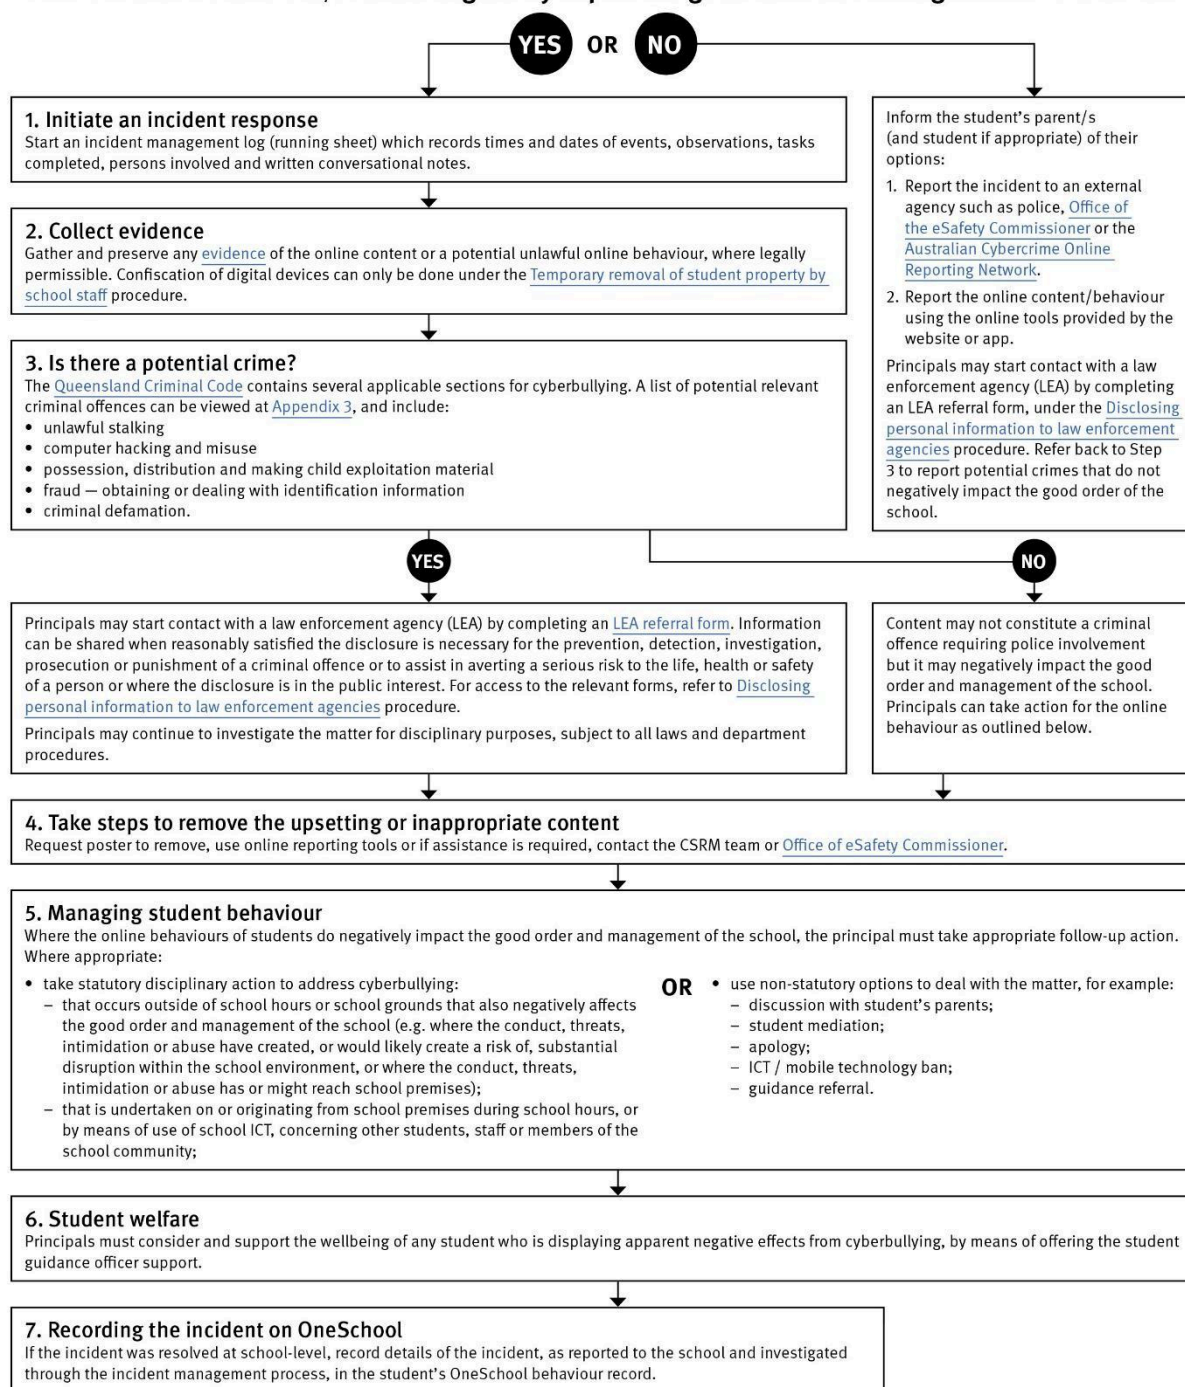 YES OR NO
1. Initiate an incident response
Start an incident management log (running sheet) which records times and dates of events, observations, tasks
completed, persons involved and written conversational notes.
2. Collect evidence
Gather and preserve any evidence of the online content or a potential unlawful online behaviour, where legally
permissible. Confiscation of digital devices can only be done under the Temporary removal of student property by
school staff procedure.
3. Is there a potential crime?
The Queensland Criminal Code contains several applicable sections for cyberbullying. A list of potential relevant
criminal offences can be viewed at Appendix 3, and include:
• unlawful stalking
• computer hacking and misuse
• possession, distribution and making child exploitation material
• fraud — obtaining or dealing with identification information
• criminal defamation.
Inform the student's parent/s
(and student if appropriate) of their
options:
1. Report the incident to an external
agency such as police, Office of
the eSafety Commissioner or the
Australian Cybercrime Online
Reporting Network.
2. Report the online content/behaviour
using the online tools provided by the
website or app.
Principals may start contact with a law
enforcement agency (LEA) by completing
an LEA referral form, under the Disclosing
personal information to law enforcement
agencies procedure. Refer back to Step
3 to report potential crimes that do not
negatively impact the good order of the
school.
YES
NO
Principals may start contact with a law enforcement agency (LEA) by completing an LEA referral form. Information
can be shared when reasonably satisfied the disclosure is necessary for the prevention, detection, investigation,
prosecution or punishment of a criminal offence or to assist in averting a serious risk to the life, health or safety
of a person or where the disclosure is in the public interest. For access to the relevant forms, refer to Disclosing
personal information to law enforcement agencies procedure.
Principals may continue to investigate the matter for disciplinary purposes, subject to all laws and department
procedures.
Content may not constitute a criminal
offence requiring police involvement
but it may negatively impact the good
order and management of the school.
Principals can take action for the online
behaviour as outlined below.
4. Take steps to remove the upsetting or inappropriate content
Request poster to remove, use online reporting tools or if assistance is required, contact the CSRM team or Office of eSafety Commissioner.
5. Managing student behaviour
Where the online behaviours of students do negatively impact the good order and management of the school, the principal must take appropriate follow-up action.
Where appropriate:
• take statutory disciplinary action to address cyberbullying:
– that occurs outside of school hours or school grounds that also negatively affects
the good order and management of the school (e.g. where the conduct, threats,
intimidation or abuse have created, or would likely create a risk of, substantial
disruption within the school environment, or where the conduct, threats,
intimidation or abuse has or might reach school premises);
– that is undertaken on or originating from school premises during school hours, or
by means of use of school ICT, concerning other students, staff or members of the
school community;
OR
• use non-statutory options to deal with the matter, for example:
– discussion with student's parents;
– student mediation;
– apology;
– ICT / mobile technology ban;
– guidance referral.
6. Student welfare
Principals must consider and support the wellbeing of any student who is displaying apparent negative effects from cyberbullying, by means of offering the student
guidance officer support.
7. Recording the incident on OneSchool
If the incident was resolved at school-level, record details of the incident, as reported to the school and investigated
through the incident management process, in the student's OneSchool behaviour record.